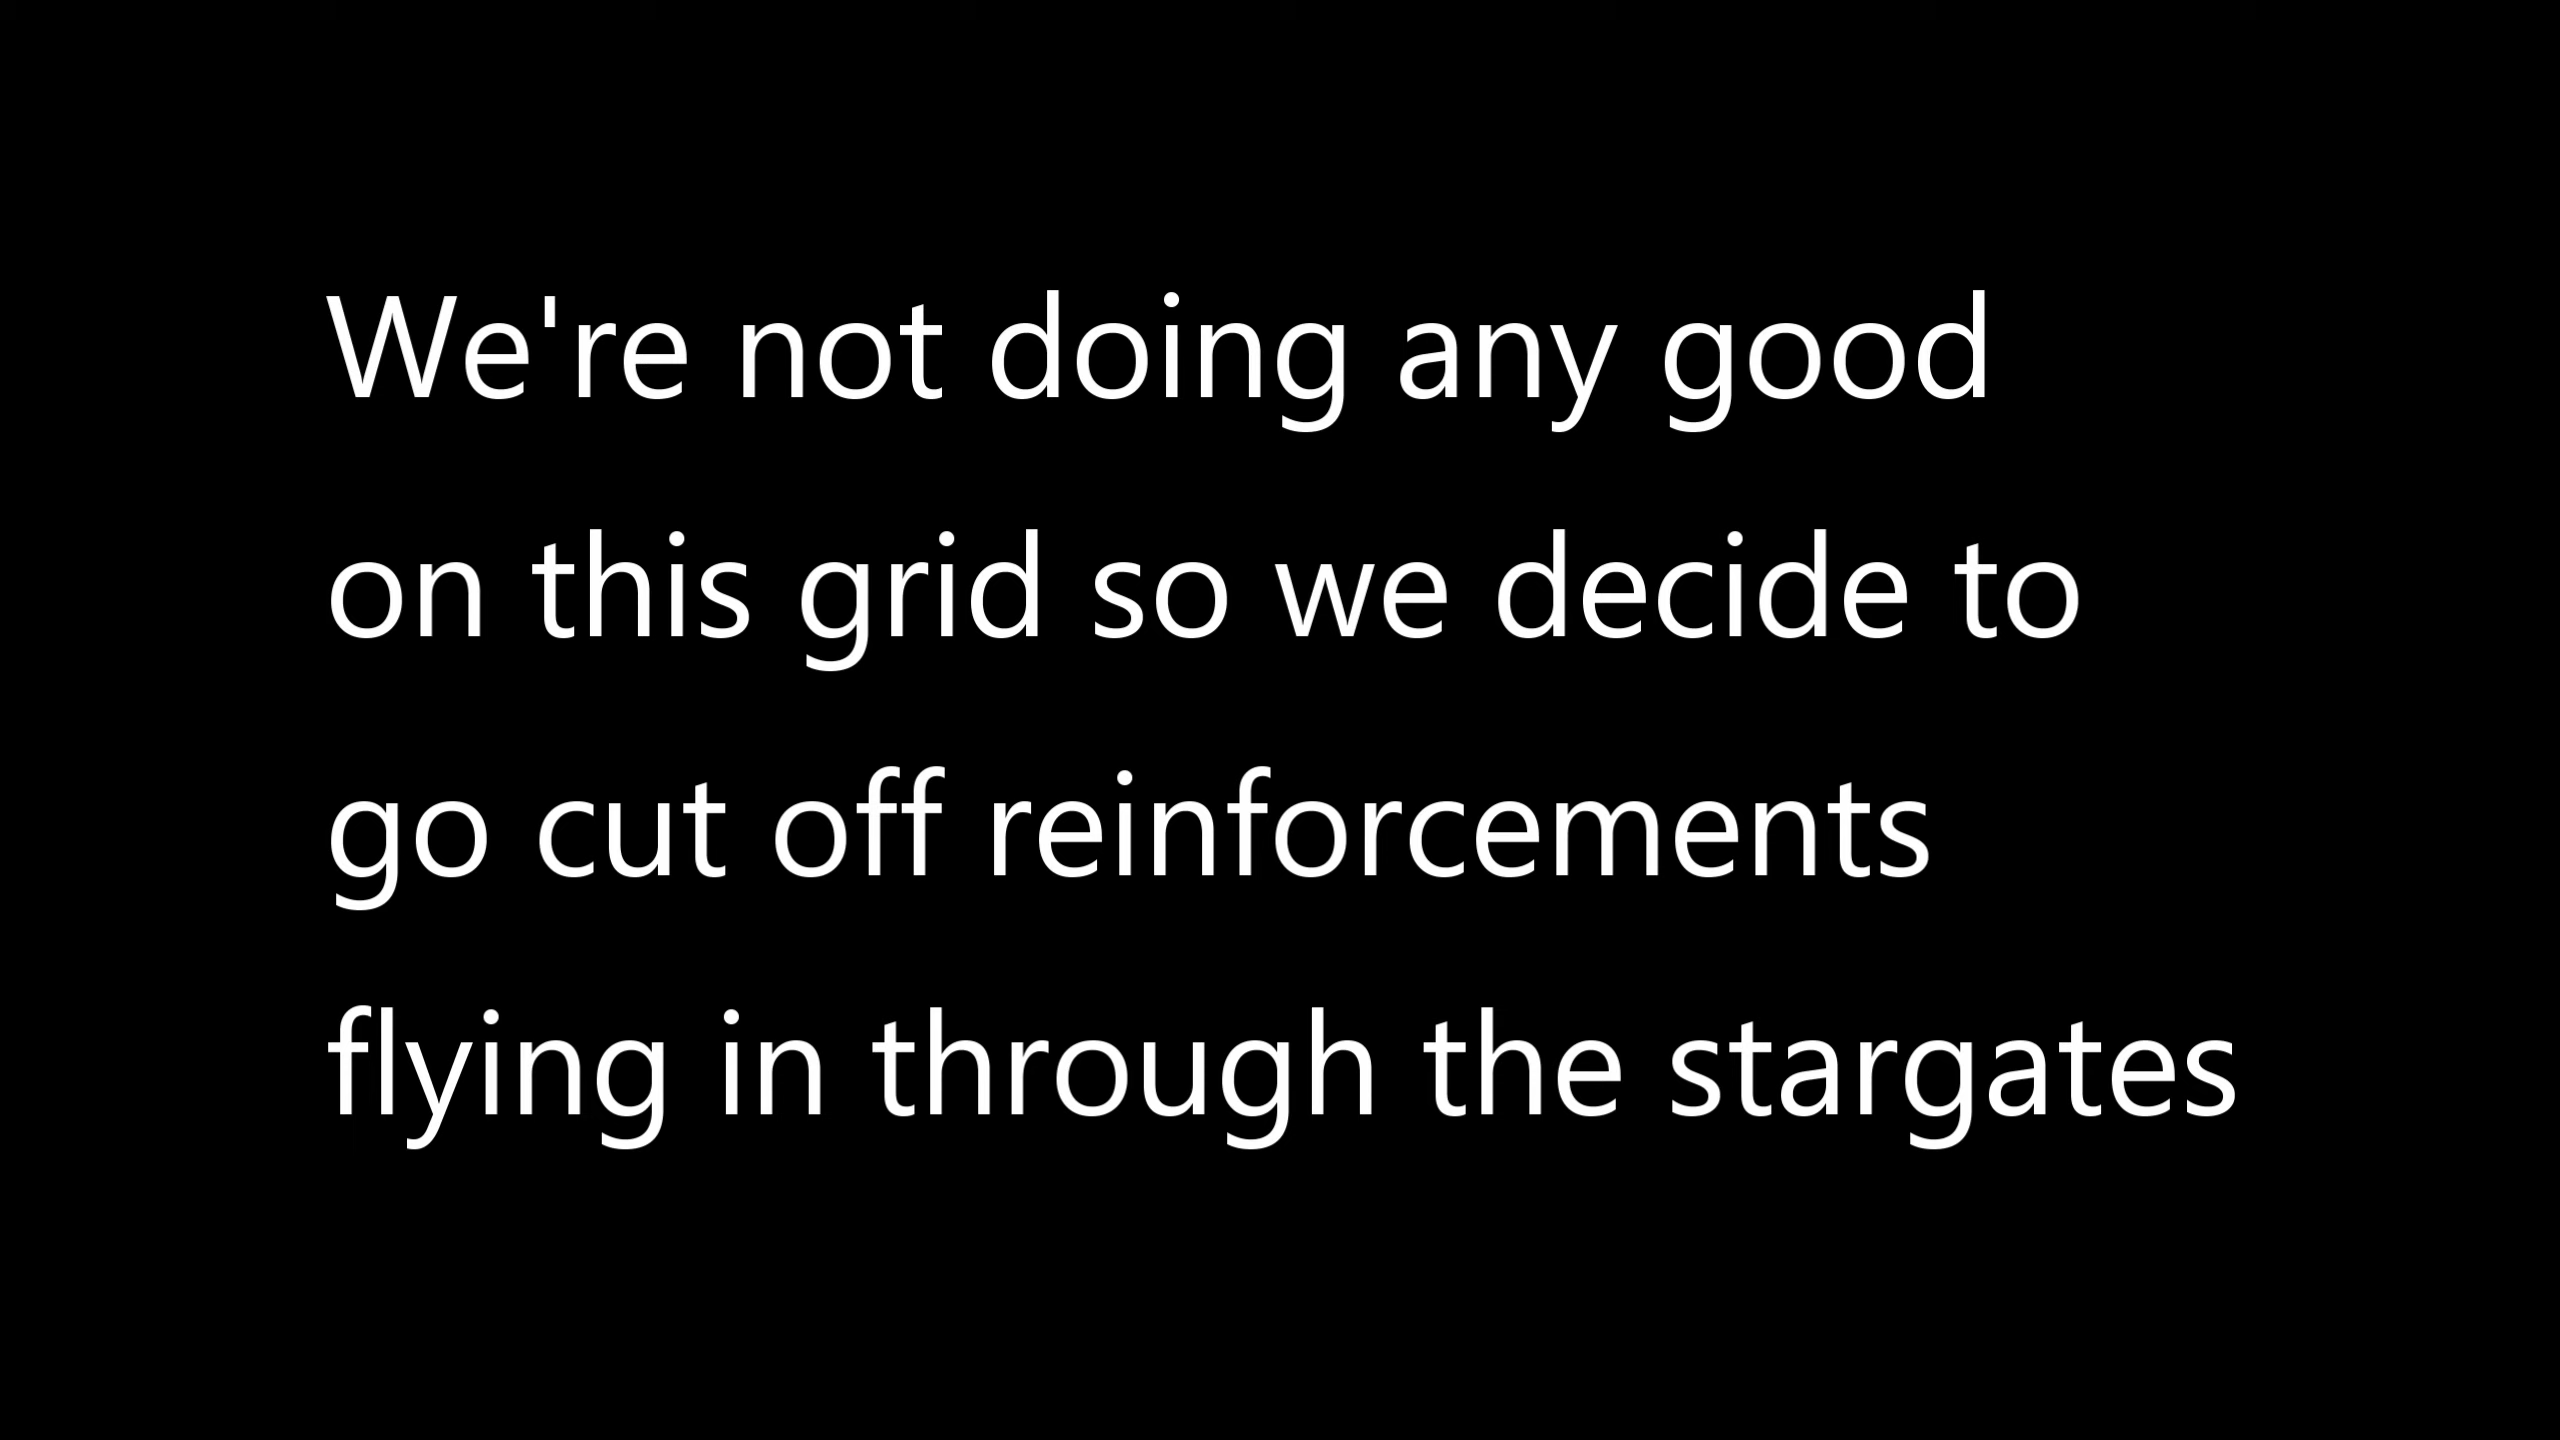 We're not doing any good
on this grid so we decide to
go cut off reinforcements
flying in through the stargates